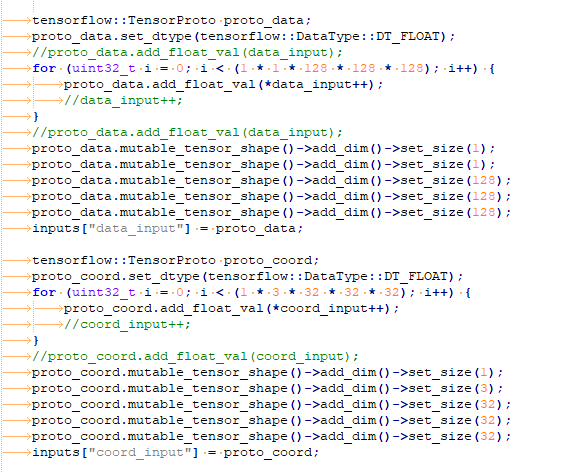 tensorflow::TensorProto proto_data;
proto_data.set_dtype(tensorflow::DataType::DT_FLOAT);
//proto_data.add_float_val(data_input);
for (uint32_t i = 0; i < (1 * 1 * 128 * 128 * 128); i++) {
proto_data.add_float_val(*data_input++);
//data_input++;
}
//proto_data.add_float_val(data_input);
proto_data.mutable_tensor_shape()->add_dim()->set_size(1);
proto_data.mutable_tensor_shape()->add_dim()->set_size(1);
proto_data.mutable_tensor_shape()->add_dim()->set_size(128);
proto_data.mutable_tensor_shape()->add_dim()->set_size(128);
proto_data.mutable_tensor_shape()->add_dim()->set_size(128);
inputs["data_input"] = proto_data;
tensorflow::TensorProto proto_coord;
proto_coord.set_dtype(tensorflow::DataType::DT_FLOAT);
for (uint32_t i = 0; i < (1 * 3 * 32 * 32 * 32); i++) {
proto_coord.add_float_val(*coord_input++);
//coord_input++;
}
//proto_coord.add_float_val(coord_input);
proto_coord.mutable_tensor_shape()->add_dim()->set_size(1);
proto_coord.mutable_tensor_shape()->add_dim()->set_size(3);
proto_coord.mutable_tensor_shape()->add_dim()->set_size(32);
proto_coord.mutable_tensor_shape()->add_dim()->set_size(32);
proto_coord.mutable_tensor_shape()->add_dim()->set_size(32);
inputs["coord_input"] = proto_coord;